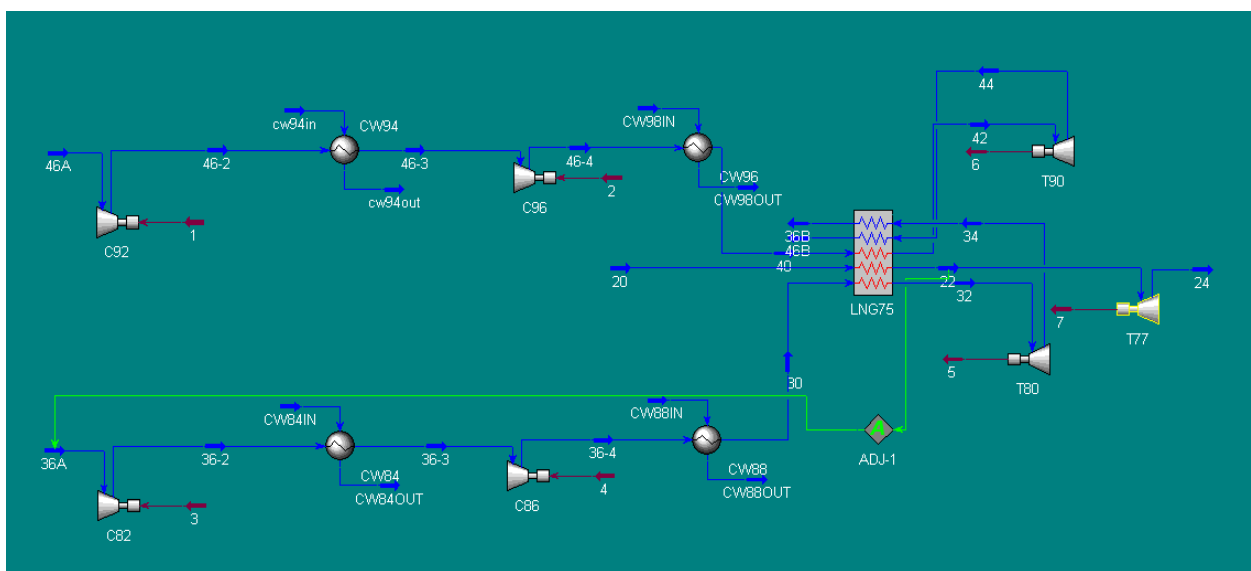 44
cw94in
CW94
CW98IN
42
46A
46-2
46-3
46-4
6
T90
CW96
2
cw94out
C96
CW98OUT
1
C92
36B
34
46B
40
20
22
24
32
LNG75
7
T77
5
T80
30
CW84IN
CW88IN
A
36A
36-2
36-3
36-4
ADJ-1
CW84
CW88
4
CW84OUT
C86
CW88OUT
3
C82